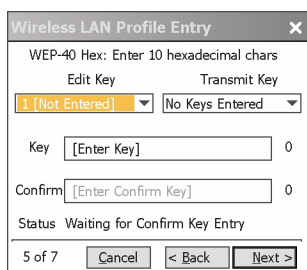 Wireless LAN Profile Entry
WEP-40 Hex: Enter 10 hexadecimal chars
Edit Key Transmit Key
1 [Not Entered] No Keys Entered
Key [Enter Key] 0
Confirm [Enter Confirm Key] 0
Status Waiting for Confirm Key Entry
5 of 7 Cancel < Back Next >